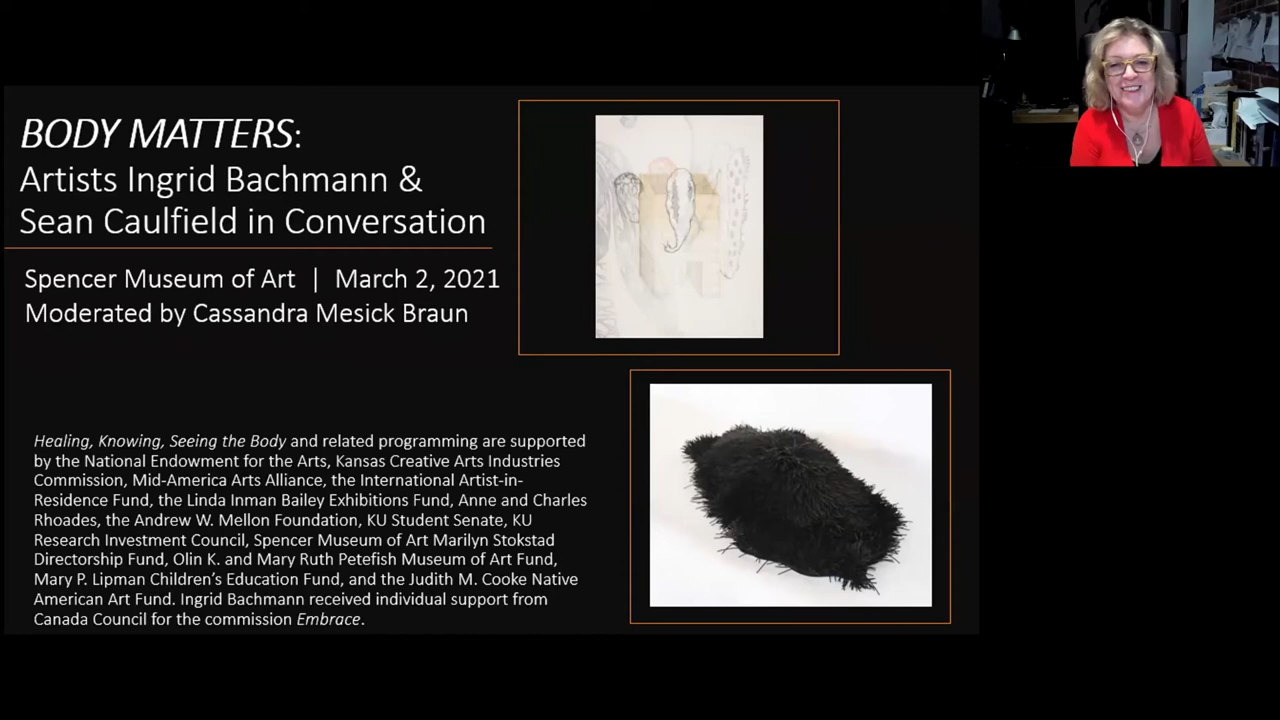 BODY MATTERS:
Artists Ingrid Bachmann &
Sean Caulfield in Conversation
Spencer Museum of Art | March 2, 2021
Moderated by Cassandra Mesick Braun
Healing, Knowing, Seeing the Body and related programming are supported
by the National Endowment for the Arts, Kansas Creative Arts Industries
Commission, Mid-America Arts Alliance, the International Artist-in-
Residence Fund, the Linda Inman Bailey Exhibitions Fund, Anne and Charles
Rhoades, the Andrew W. Mellon Foundation, KU Student Senate, KU
Research Investment Council, Spencer Museum of Art Marilyn Stokstad
Directorship Fund, Olin K. and Mary Ruth Petefish Museum of Art Fund,
Mary P. Lipman Children’s Education Fund, and the Judith M. Cooke Native
American Art Fund. Ingrid Bachmann received individual support from
Canada Council for the commission Embrace.